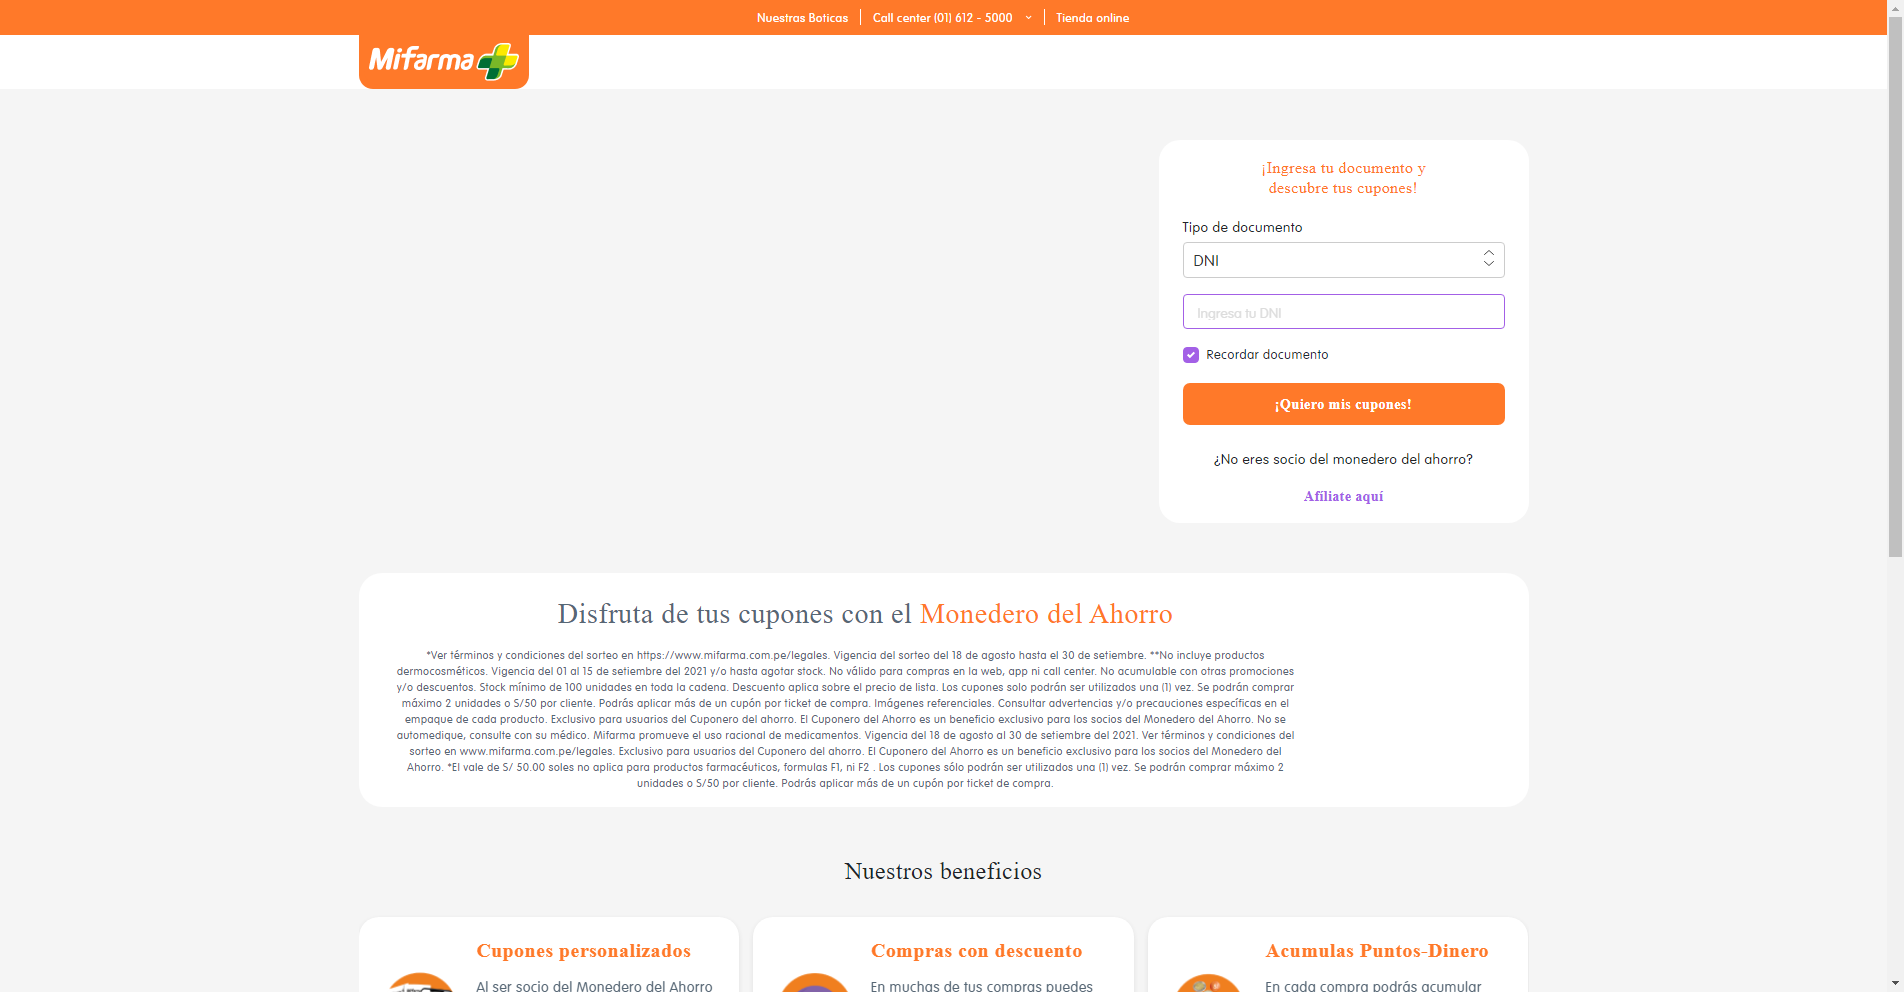 Nuestras Boticas
Call center (01) 612 - 5000
Tienda online
Mifarma
¡Ingresa tu documento y
descubre tus cupones!
Tipo de documento
DNI
Ingresa tu DNI
Recordar documento
¡Quiero mis cupones!
¿No eres socio del monedero del ahorro?
Afíliate aquí
Disfruta de tus cupones con el Monedero del Ahorro
*Ver términos y condiciones del sorteo en https://www.mifarma.com.pe/legales. Vigencia del sorteo del 18 de agosto hasta el 30 de setiembre. **No incluye productos
dermocosméticos. Vigencia del 01 al 15 de setiembre del 2021 y/o hasta agotar stock. No válido para compras en la web, app ni call center. No acumulable con otras promociones
y/o descuentos. Stock mínimo de 100 unidades en toda la cadena. Descuento aplica sobre el precio de lista. Los cupones solo podrán ser utilizados una (1) vez. Se podrán comprar
máximo 2 unidades o S/50 por cliente. Podrás aplicar más de un cupón por ticket de compra. Imágenes referenciales. Consultar advertencias y/o precauciones específicas en el
empaque de cada producto. Exclusivo para usuarios del Cuponero del ahorro. El Cuponero del Ahorro es un beneficio exclusivo para los socios del Monedero del Ahorro. No se
automedique, consulte con su médico. Mifarma promueve el uso racional de medicamentos. Vigencia del 18 de agosto al 30 de setiembre del 2021. Ver términos y condiciones del
sorteo en www.mifarma.com.pe/legales. Exclusivo para usuarios del Cuponero del ahorro. El Cuponero del Ahorro es un beneficio exclusivo para los socios del Monedero del
Ahorro. *El vale de S/ 50.00 soles no aplica para productos farmacéuticos, formulas F1, ni F2 . Los cupones sólo podrán ser utilizados una (1) vez. Se podrán comprar máximo 2
unidades o S/50 por cliente. Podrás aplicar más de un cupón por ticket de compra.
Nuestros beneficios
Cupones personalizados
Al ser socio del Monedero del Ahorro
Compras con descuento
En muchas de tus compras puedes
Acumulas Puntos-Dinero
En cada compra podrás acumular